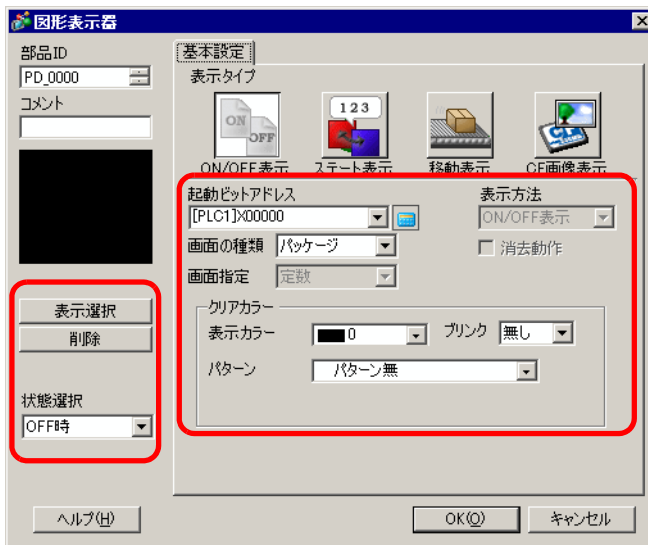 図形表示器
部品ID
PD_0000
コメント
表示選択
削除
状態選択
OFF時
ヘルプ(H)
基本設定
表示タイプ
ON
OFF
123
ON/OFF表示 ステート表示 移動表示 CF画像表示
起動ビットアドレス 表示方法
[PLC1]X00000 ON/OFF表示
画面の種類 パッケージ 消去動作
画面指定 定数
クリアカラー
表示カラー 0 ブリンク 無し
パターン パターン無
OK(O) キャンセル